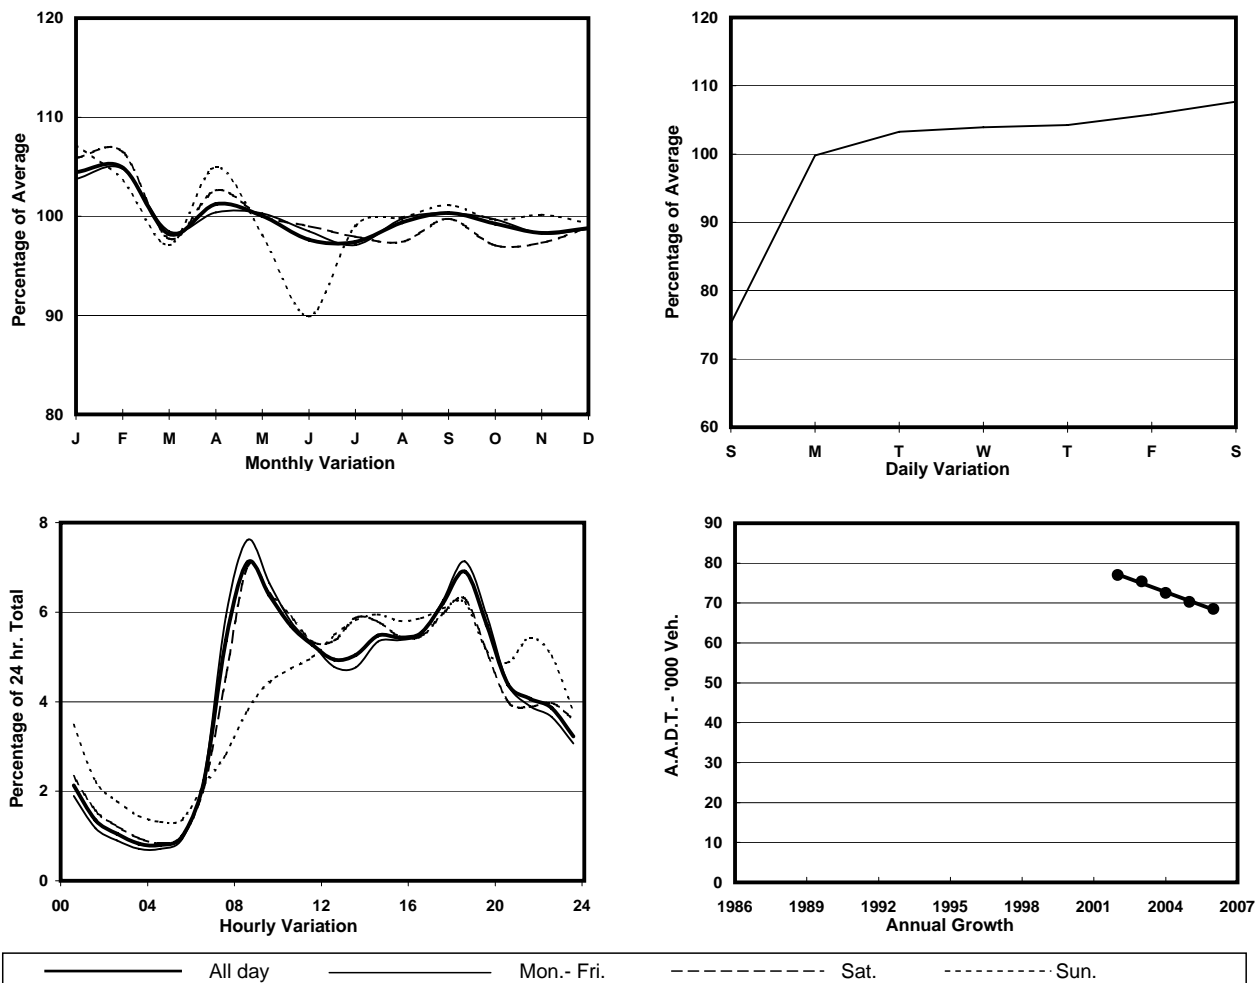 120
110
100
90
80
Percentage of Average
J F M A M J J A S O N D
Monthly Variation
120
110
100
90
80
70
60
Percentage of Average
S M T W T F S
Daily Variation
8
6
4
2
0
Percentage of 24 hr. Total
00 04 08 12 16 20 24
Hourly Variation
90
80
70
60
50
40
30
20
10
0
A.A.D.T. - '000 Veh.
1986 1989 1992 1995 1998 2001 2004 2007
Annual Growth
All day Mon.- Fri. Sat. Sun.